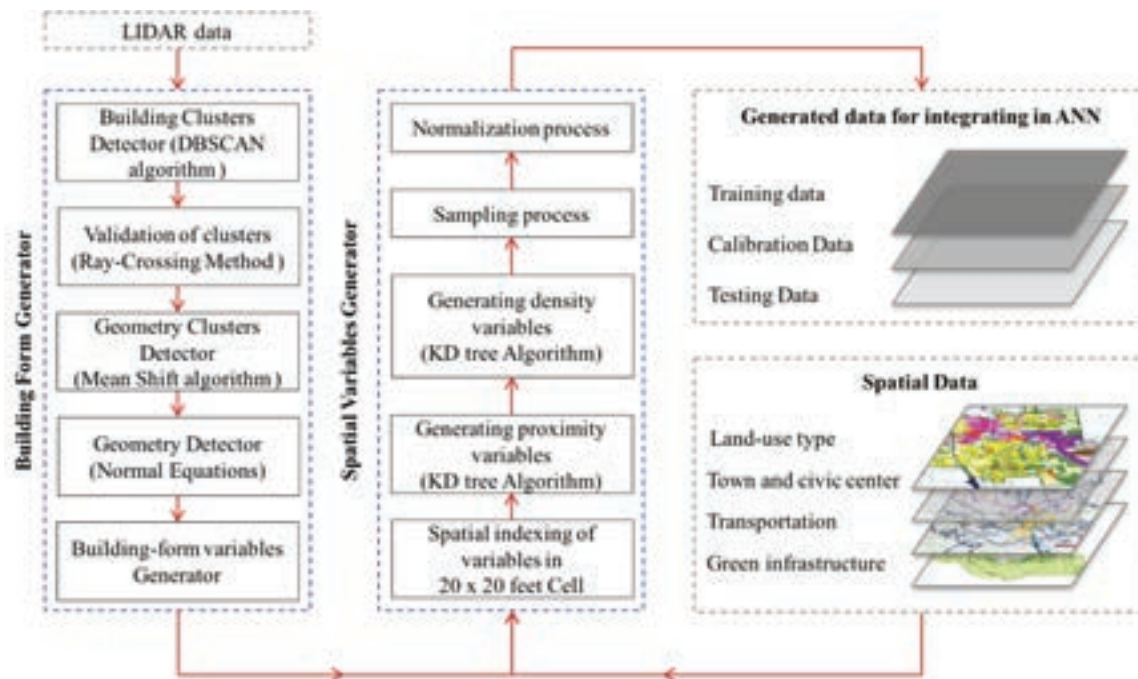 LIDAR data
Building Form Generator
Building Clusters
Detector (DBSCAN
algorithm )
Validation of clusters
(Ray-Crossing Method )
Geometry Clusters
Detector
(Mean Shift algorithm )
Geometry Detector
(Normal Equations)
Building-form variables
Generator
Spatial Variables Generator
Normalization process
Sampling process
Generating density
variables
(KD tree Algorithm)
Generating proximity
variables
(KD tree Algorithm)
Spatial indexing of
variables in
20 x 20 feet Cell
Generated data for integrating in ANN
Training data
Calibration Data
Testing Data
Spatial Data
Land-use type
Town and civic center
Transportation
Green infrastructure